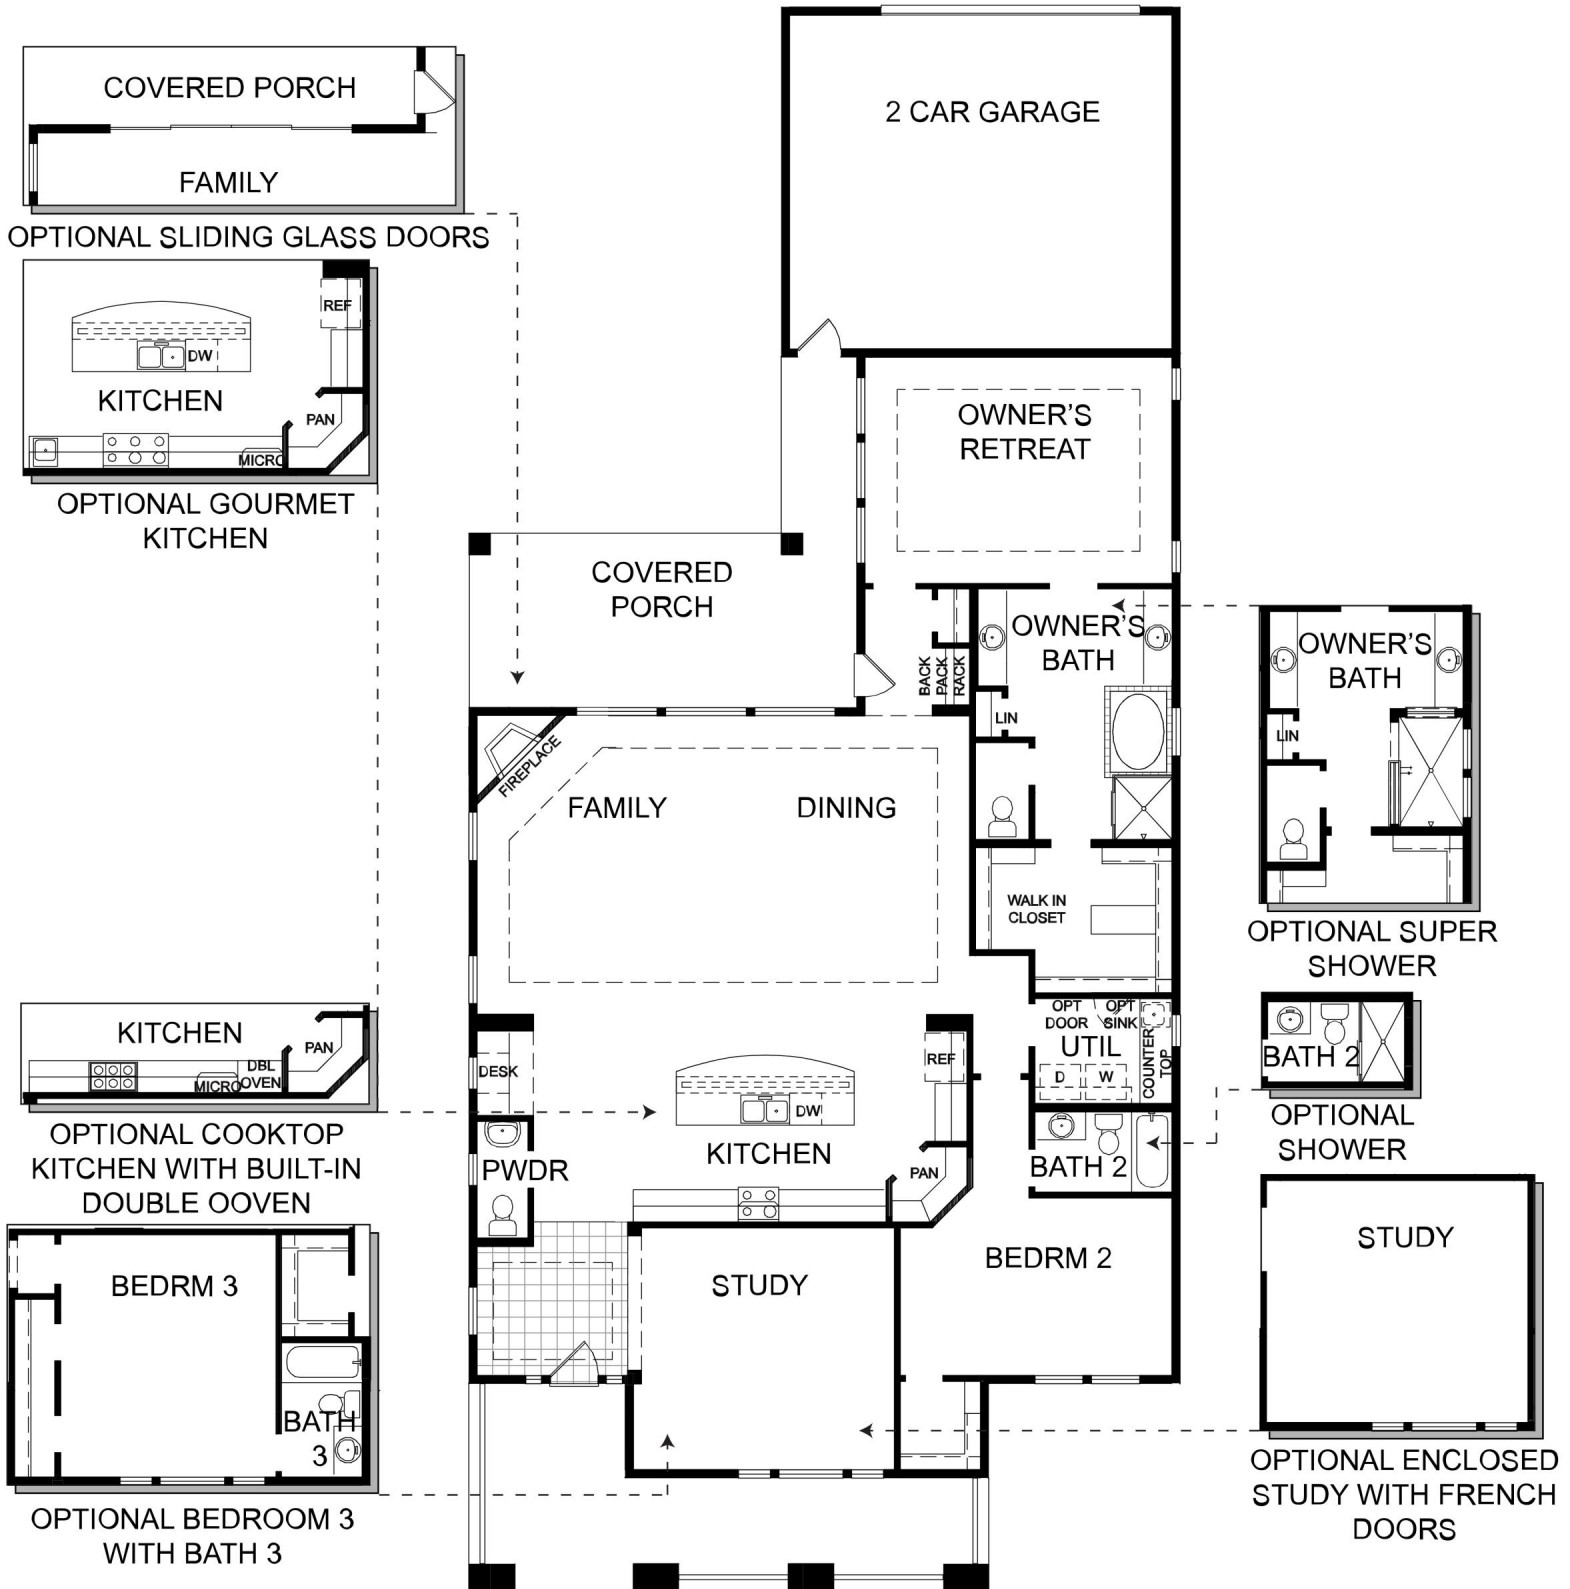 COVERED PORCH
FAMILY
OPTIONAL SLIDING GLASS DOORS
REF
DW
KITCHEN
PAN
MICRO
OPTIONAL GOURMET
KITCHEN
KITCHEN
PAN
DBL
OVEN
MICRO
OPTIONAL COOKTOP
KITCHEN WITH BUILT-IN
DOUBLE OOVEN
BEDRM 3
BATH
3
OPTIONAL BEDROOM 3
WITH BATH 3
2 CAR GARAGE
OWNER'S
RETREAT
COVERED
PORCH
OWNER'S
BATH
BACK
PACK
RACK
LIN
FIREPLACE
FAMILY
DINING
WALK IN
CLOSET
OPT
DOOR
OPT
SINK
UTIL
COUNTER
TOP
D
W
DESK
REF
DW
KITCHEN
PAN
PWDR
BATH 2
BEDRM 2
STUDY
OWNER'S
BATH
LIN
OPTIONAL SUPER
SHOWER
BATH 2
OPTIONAL
SHOWER
STUDY
OPTIONAL ENCLOSED
STUDY WITH FRENCH
DOORS